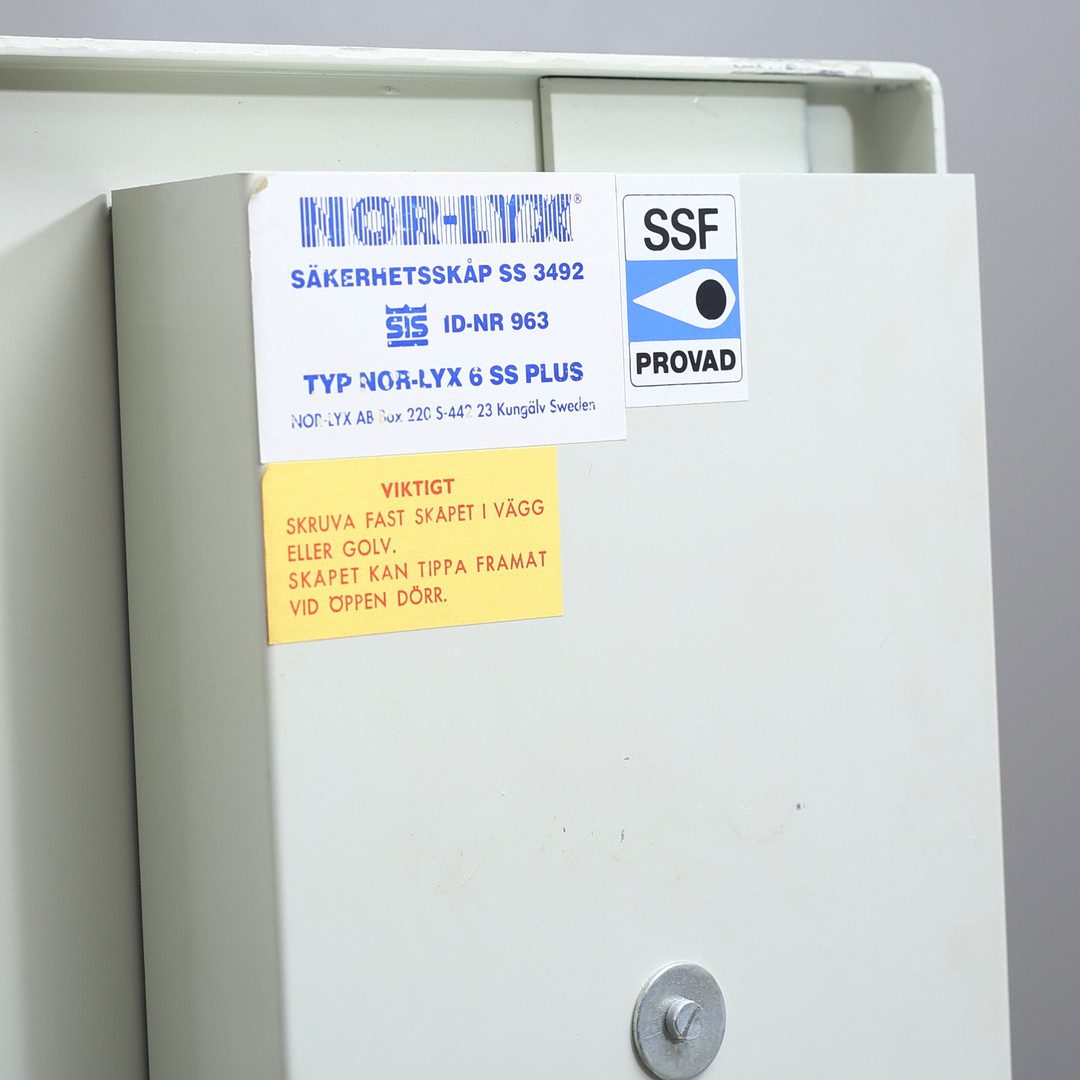 NOR-LYX®
SÄKERHETSSKÅP SS 3492
SIS ID-NR 963
TYP NOR-LYX 6 SS PLUS
NOR-LYX AB Box 220 S-442 23 Kungälv Sweden
SSF
PROVAD
VIKTIGT
SKRUVA FAST SKÅPET I VÄGG
ELLER GOLV.
SKÅPET KAN TIPPA FRAMÅT
VID ÖPPEN DÖRR.